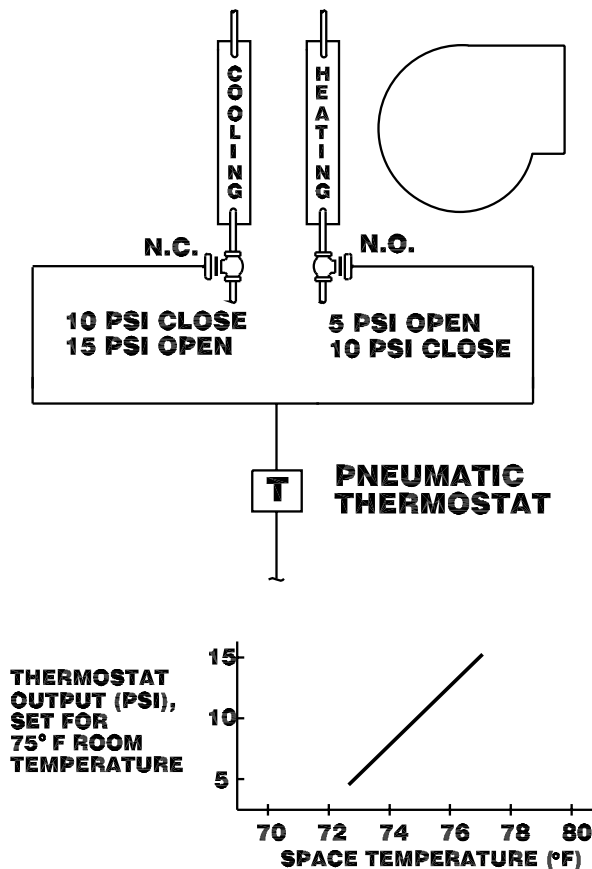 COOLING
HEATING
N.C.
N.O.
10 PSI CLOSE
15 PSI OPEN
5 PSI OPEN
10 PSI CLOSE
T
PNEUMATIC
THERMOSTAT
THERMOSTAT
OUTPUT (PSI),
SET FOR
75° F ROOM
TEMPERATURE
15
10
5
70 72 74 76 78 80
SPACE TEMPERATURE (°F)